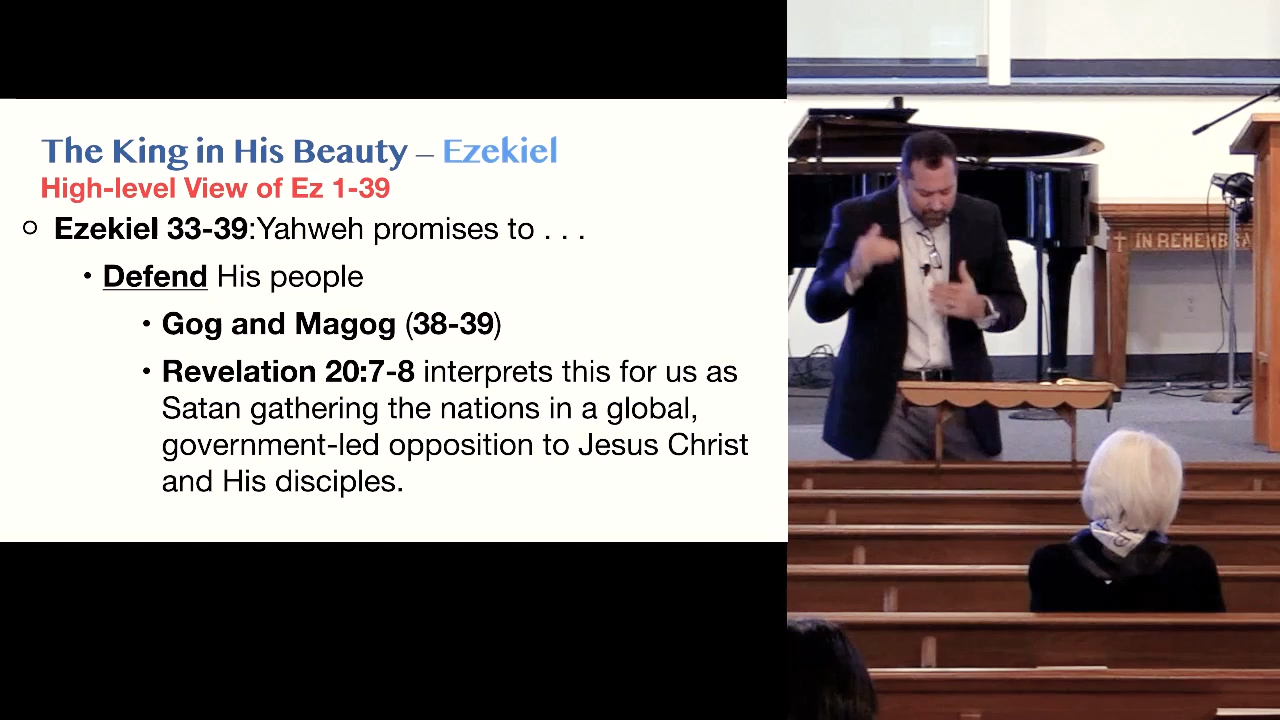 The King in His Beauty – Ezekiel
High-level View of Ez 1-39
Ezekiel 33-39:Yahweh promises to . . .
• Defend His people
• Gog and Magog (38-39)
• Revelation 20:7-8 interprets this for us as
Satan gathering the nations in a global,
government-led opposition to Jesus Christ
and His disciples.
IN REMEMBRA